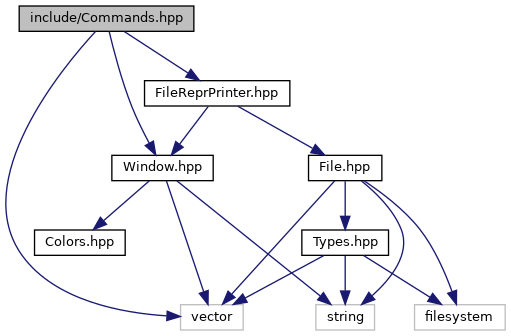 include/Commands.hpp
FileReprPrinter.hpp
Window.hpp
File.hpp
Colors.hpp
Types.hpp
vector
string
filesystem